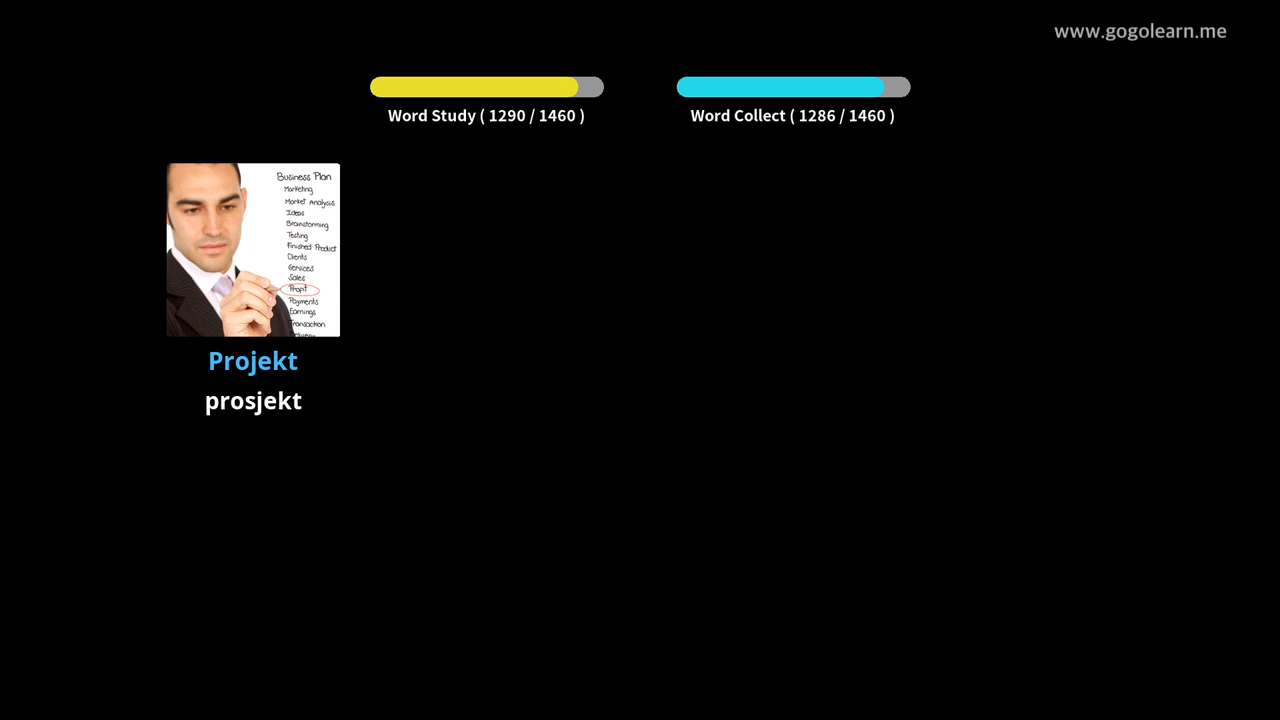 www.gogolearn.me
Word Study ( 1290 / 1460 )
Word Collect ( 1286 / 1460 )
Business Plan
Marketing
Market Analysis
Ideas
Brainstorming
Testing
Finished Product
Clients
Services
Sales
Profit
Payments
Earnings
Transaction
Projekt
prosjekt